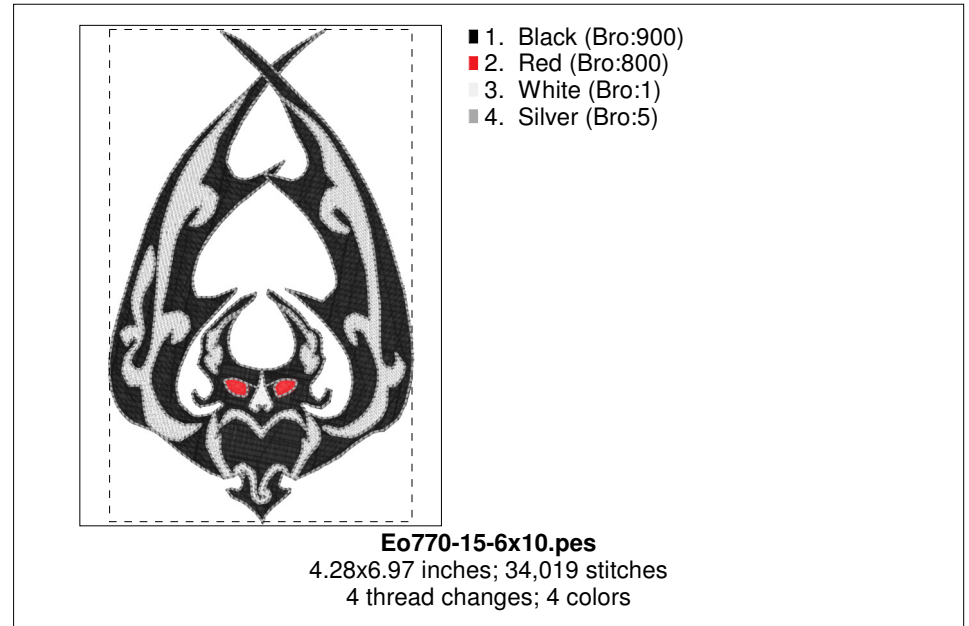 1. Black (Bro:900)
2. Red (Bro:800)
3. White (Bro:1)
4. Silver (Bro:5)
Eo770-15-6x10.pes
4.28x6.97 inches; 34,019 stitches
4 thread changes; 4 colors